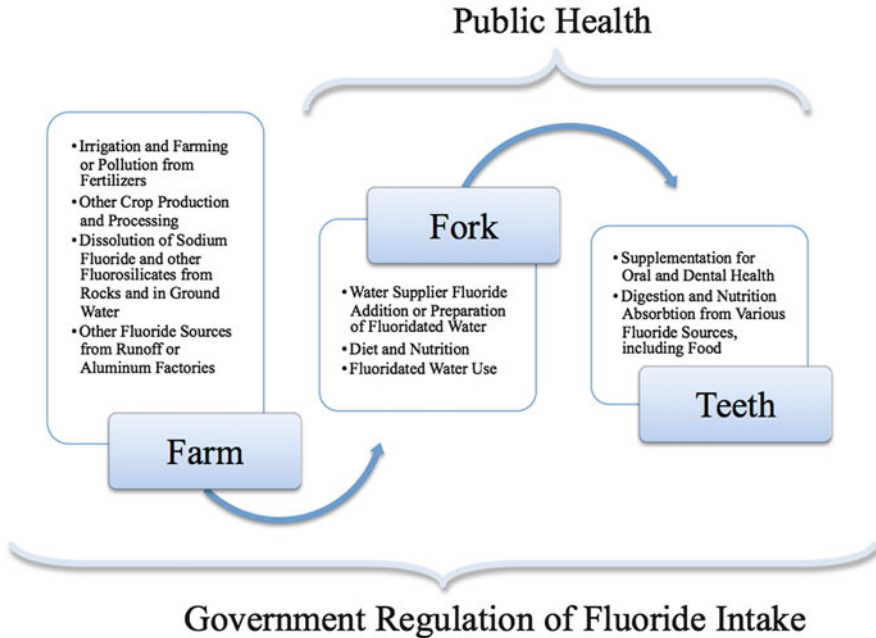 Public Health
• Irrigation and Farming
or Pollution from
Fertilizers
• Other Crop Production
and Processing
• Dissolution of Sodium
Fluoride and other
Fluorosilicates from
Rocks and in Ground
Water
• Other Fluoride Sources
from Runoff or
Aluminum Factories
Farm
Fork
• Water Supplier Fluoride
Addition or Preparation
of Fluoridated Water
• Diet and Nutrition
• Fluoridated Water Use
• Supplementation for
Oral and Dental Health
• Digestion and Nutrition
Absorbtion from Various
Fluoride Sources,
including Food
Teeth
Government Regulation of Fluoride Intake